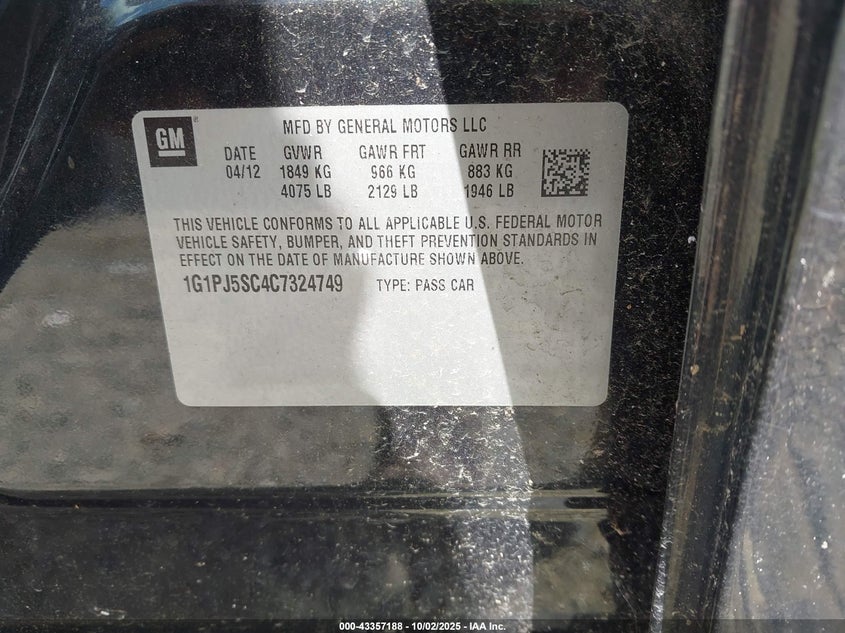 GM
MFD BY GENERAL MOTORS LLC
DATE GVWR GAWR FRT GAWR RR
04/12 1849 KG 966 KG 883 KG
4075 LB 2129 LB 1946 LB
THIS VEHICLE CONFORMS TO ALL APPLICABLE U.S. FEDERAL MOTOR
VEHICLE SAFETY, BUMPER, AND THEFT PREVENTION STANDARDS IN
EFFECT ON THE DATE OF MANUFACTURE SHOWN ABOVE.
1G1PJ5SC4C7324749 TYPE: PASS CAR
000-43357188 - 10/02/2025 - IAA Inc.